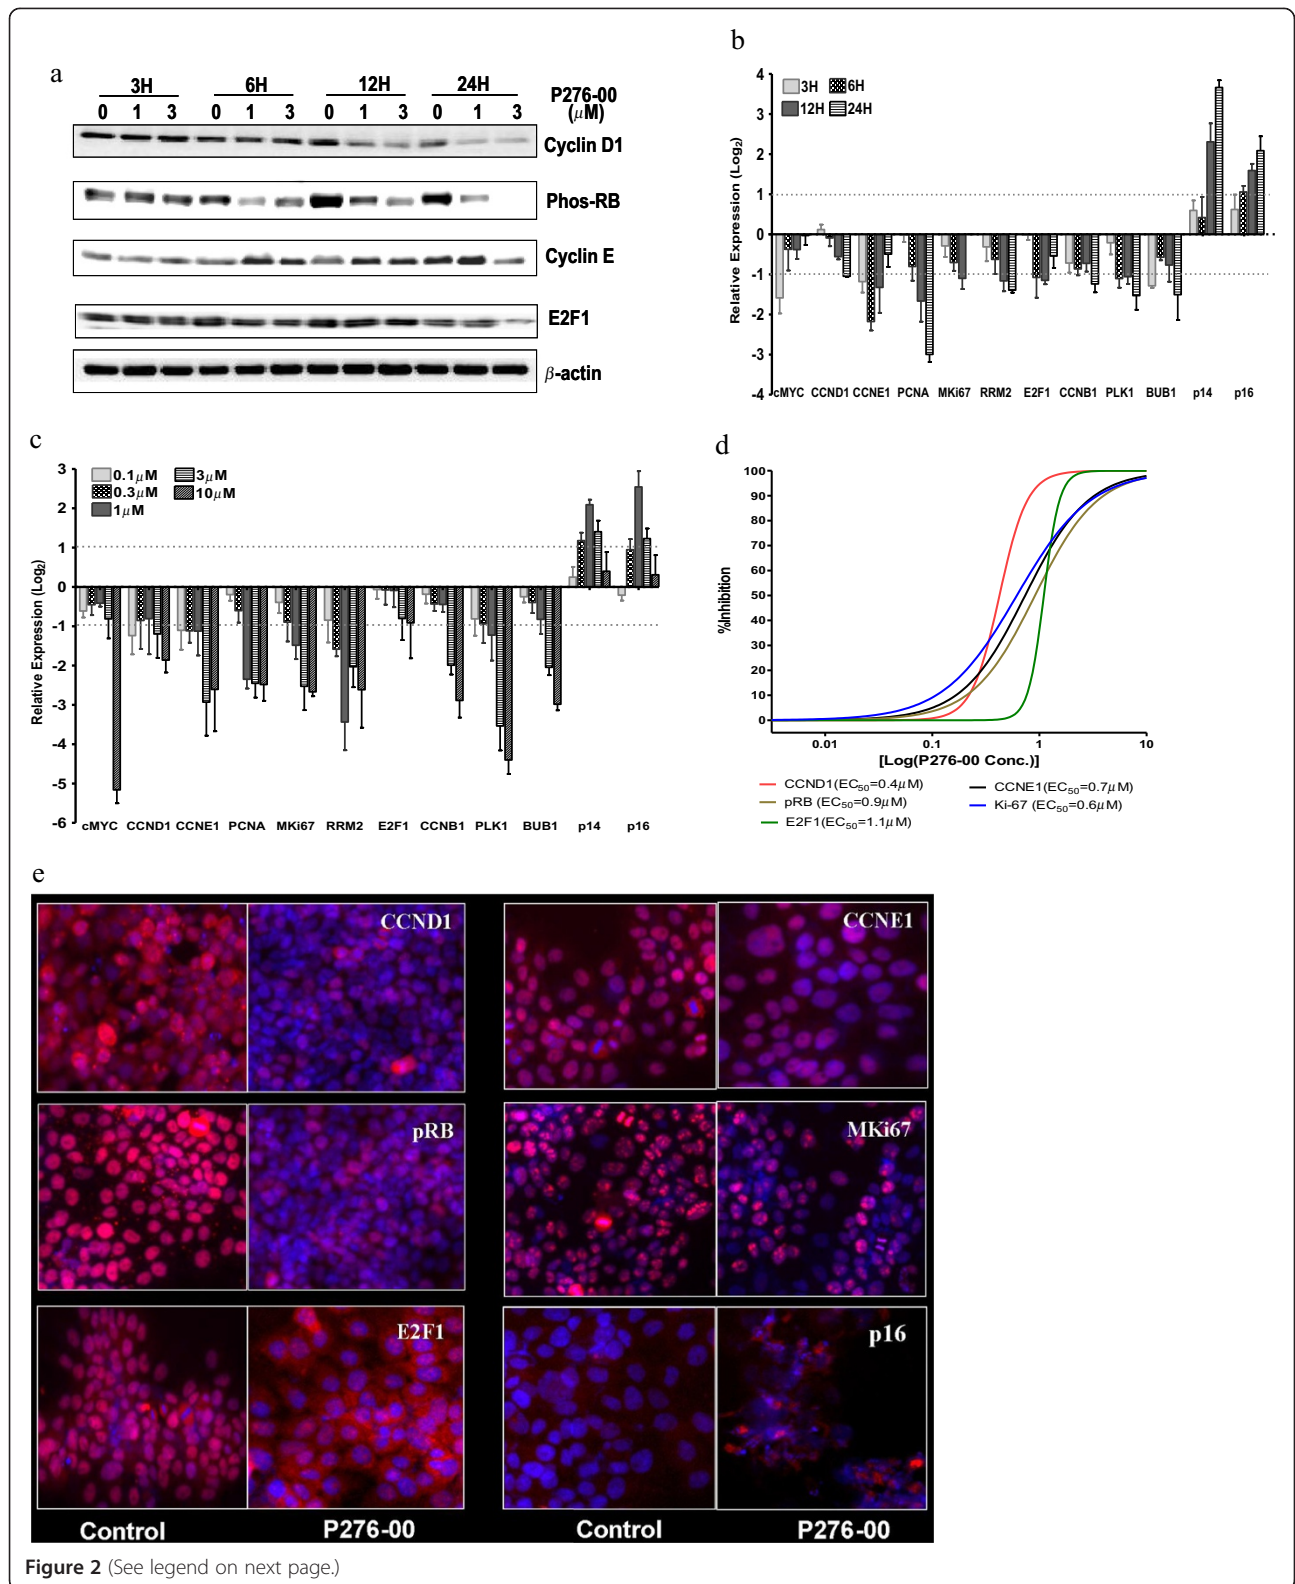 a
3H 6H 12H 24H
0 1 3 0 1 3 0 1 3 0 1 3
P276-00
(μM)
Cyclin D1
Phos-RB
Cyclin E
E2F1
β-actin
b
3H 6H
12H 24H
Relative Expression (Log₂)
4
3
2
1
0
-1
-2
-3
-4
cMYC CCND1 CCNE1 PCNA MKi67 RRM2 E2F1 CCNB1 PLK1 BUB1 p14 p16
c
0.1μM 3μM
0.3μM 10μM
1μM
Relative Expression (Log₂)
3
2
1
0
-1
-2
-3
-4
-5
-6
cMYC CCND1 CCNE1 PCNA MKi67 RRM2 E2F1 CCNB1 PLK1 BUB1 p14 p16
d
%Inhibition
100
90
80
70
60
50
40
30
20
10
0
0.01 0.1 1 10
[Log(P276-00 Conc.)]
CCND1(EC₅₀=0.4μM) CCNE1(EC₅₀=0.7μM)
pRB (EC₅₀=0.9μM) Ki-67 (EC₅₀=0.6μM)
E2F1(EC₅₀=1.1μM)
e
CCND1 CCNE1
pRB MKi67
E2F1 p16
Control P276-00 Control P276-00
Figure 2 (See legend on next page.)